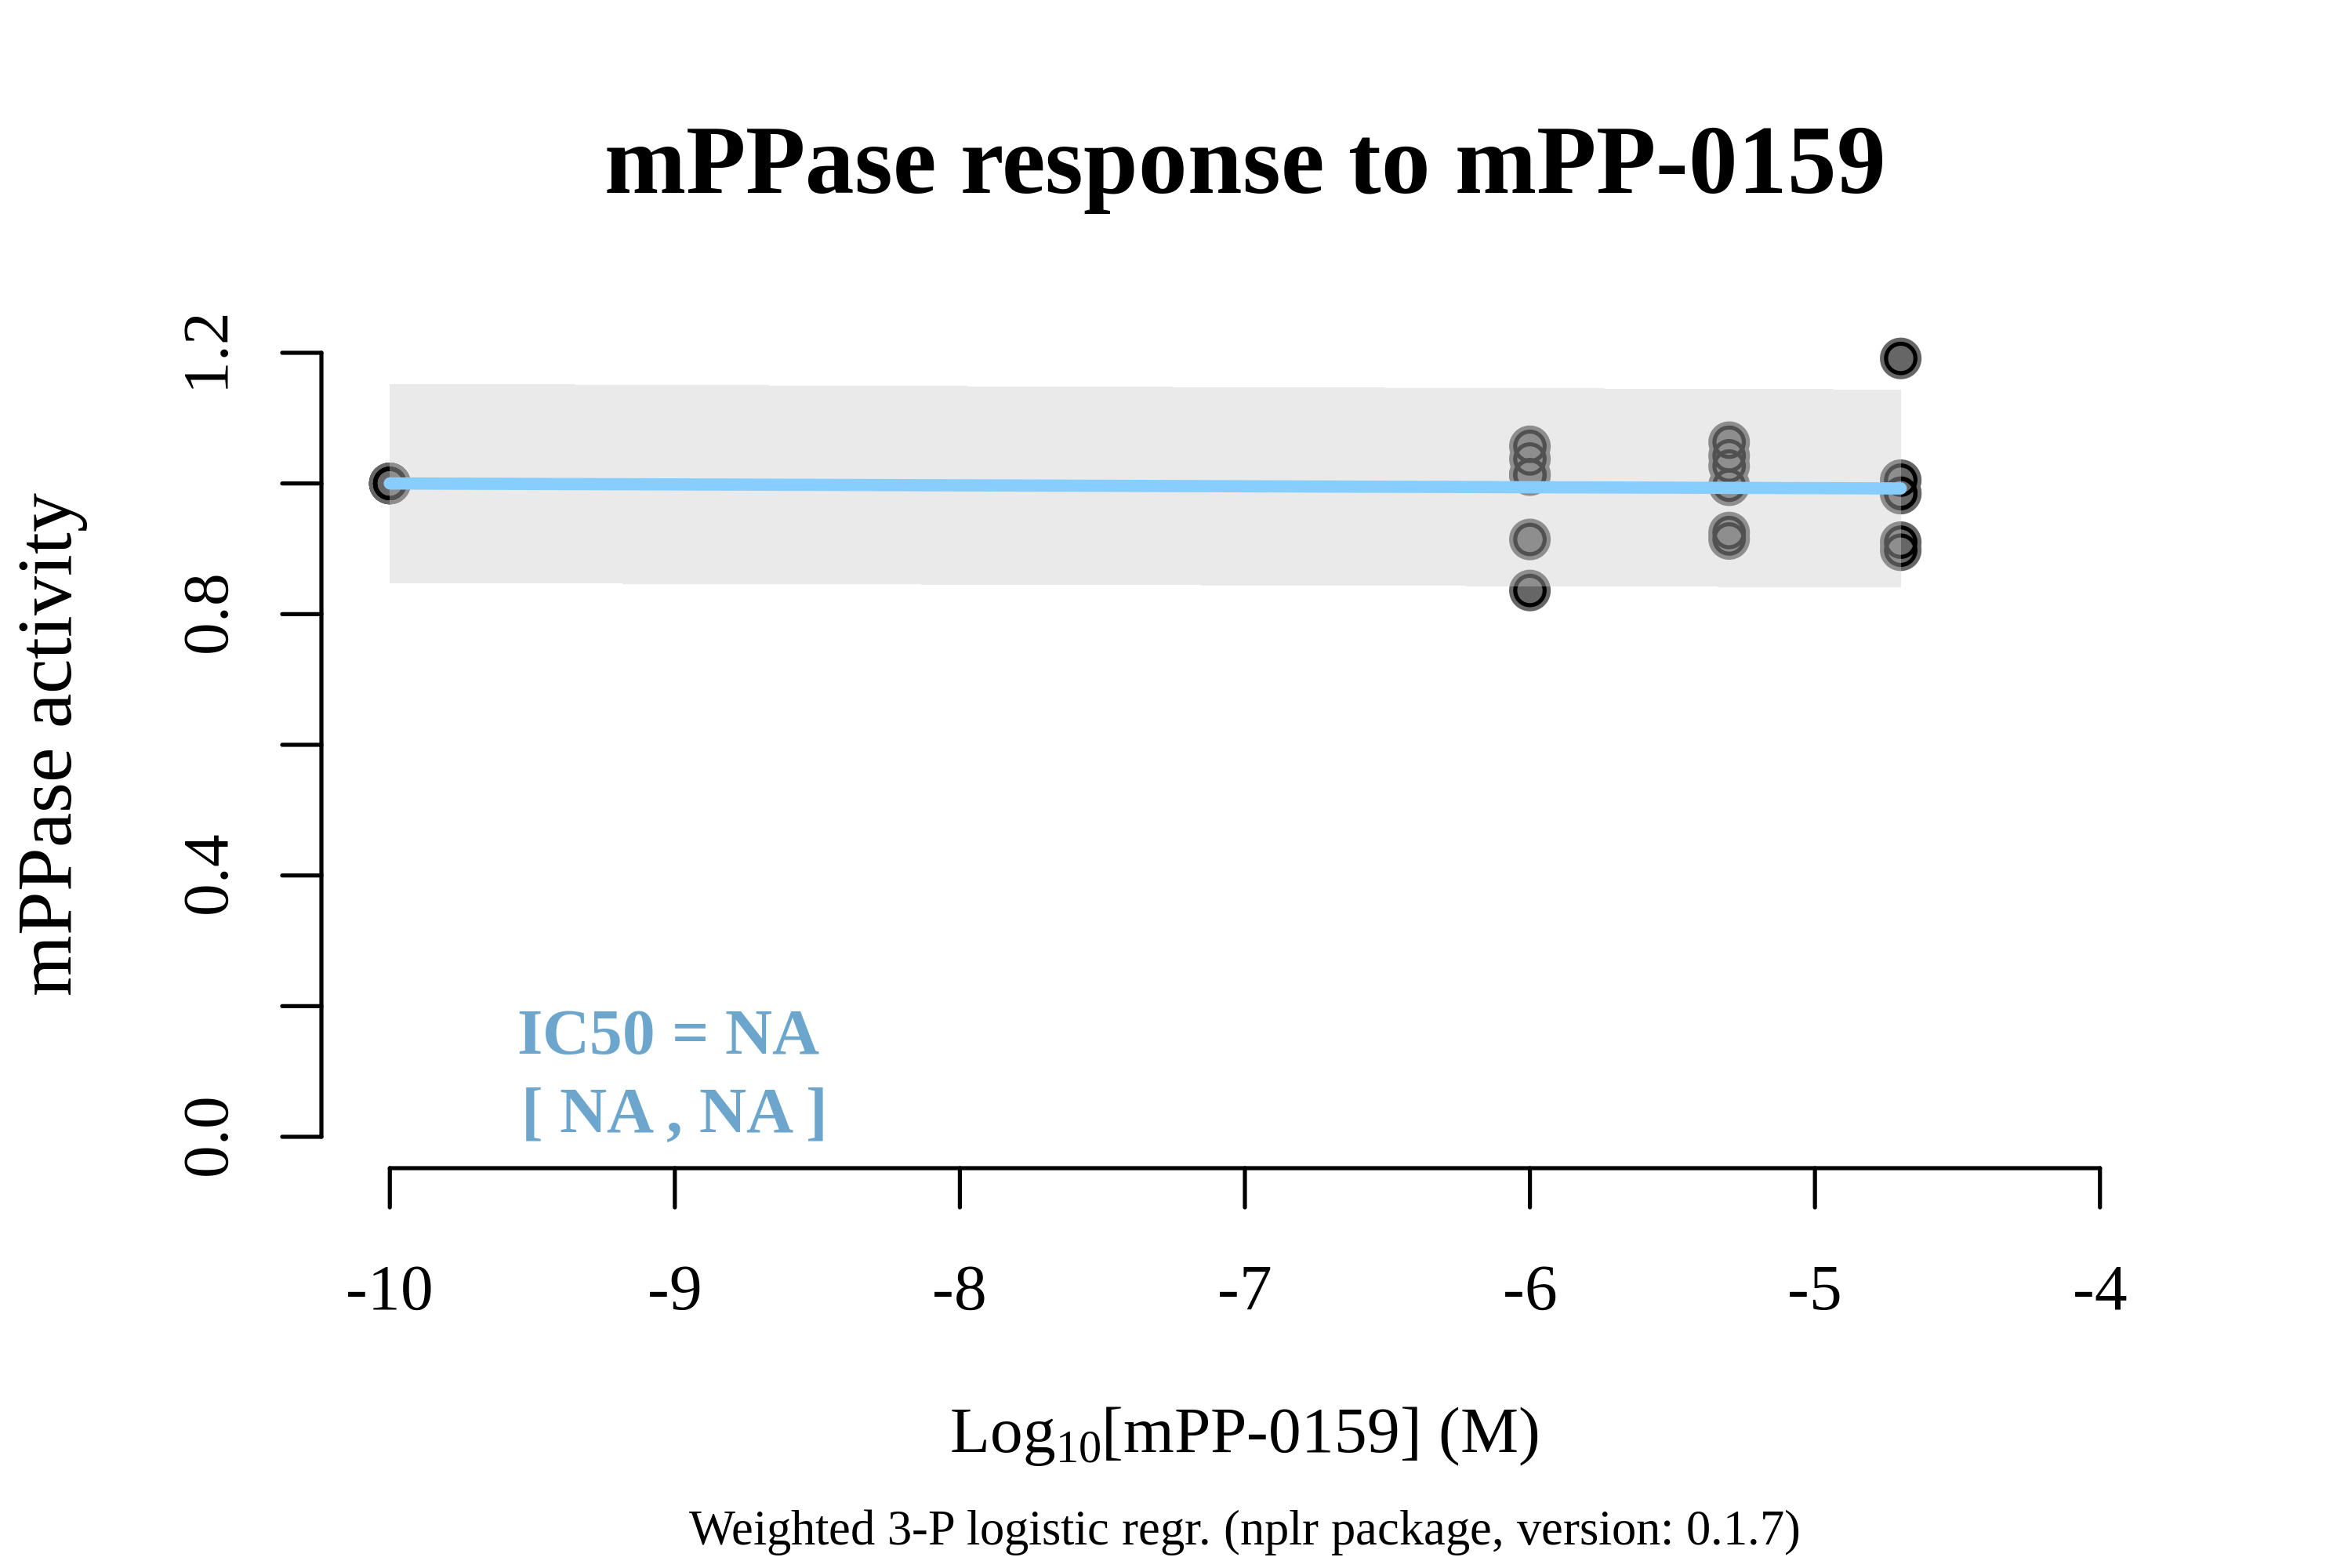 mPPase response to mPP-0159
mPPase activity
1.2
0.8
0.4
0.0
IC50 = NA
[ NA , NA ]
-10 -9 -8 -7 -6 -5 -4
Log10[mPP-0159] (M)
Weighted 3-P logistic regr. (nplr package, version: 0.1.7)